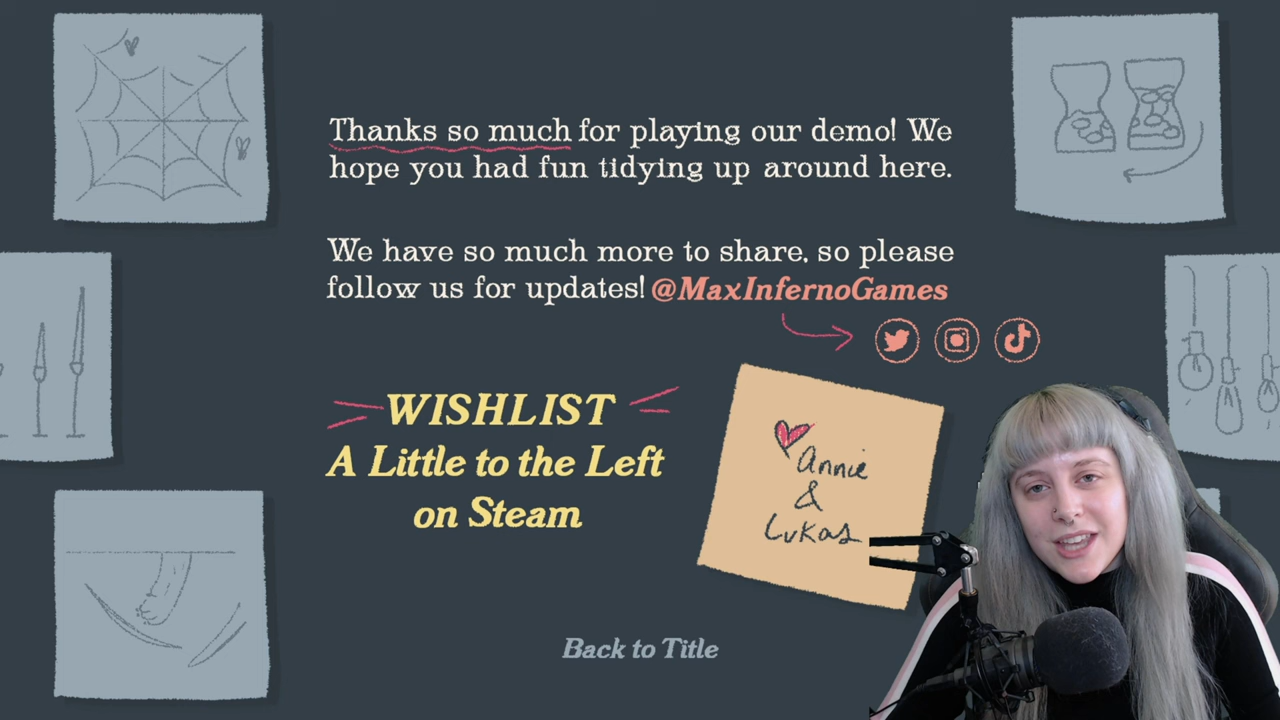 Thanks so much for playing our demo! We
hope you had fun tidying up around here.
We have so much more to share, so please
follow us for updates! @MaxInfernoGames
WISHLIST
A Little to the Left
on Steam
Annie
&
Lukas
Back to Title